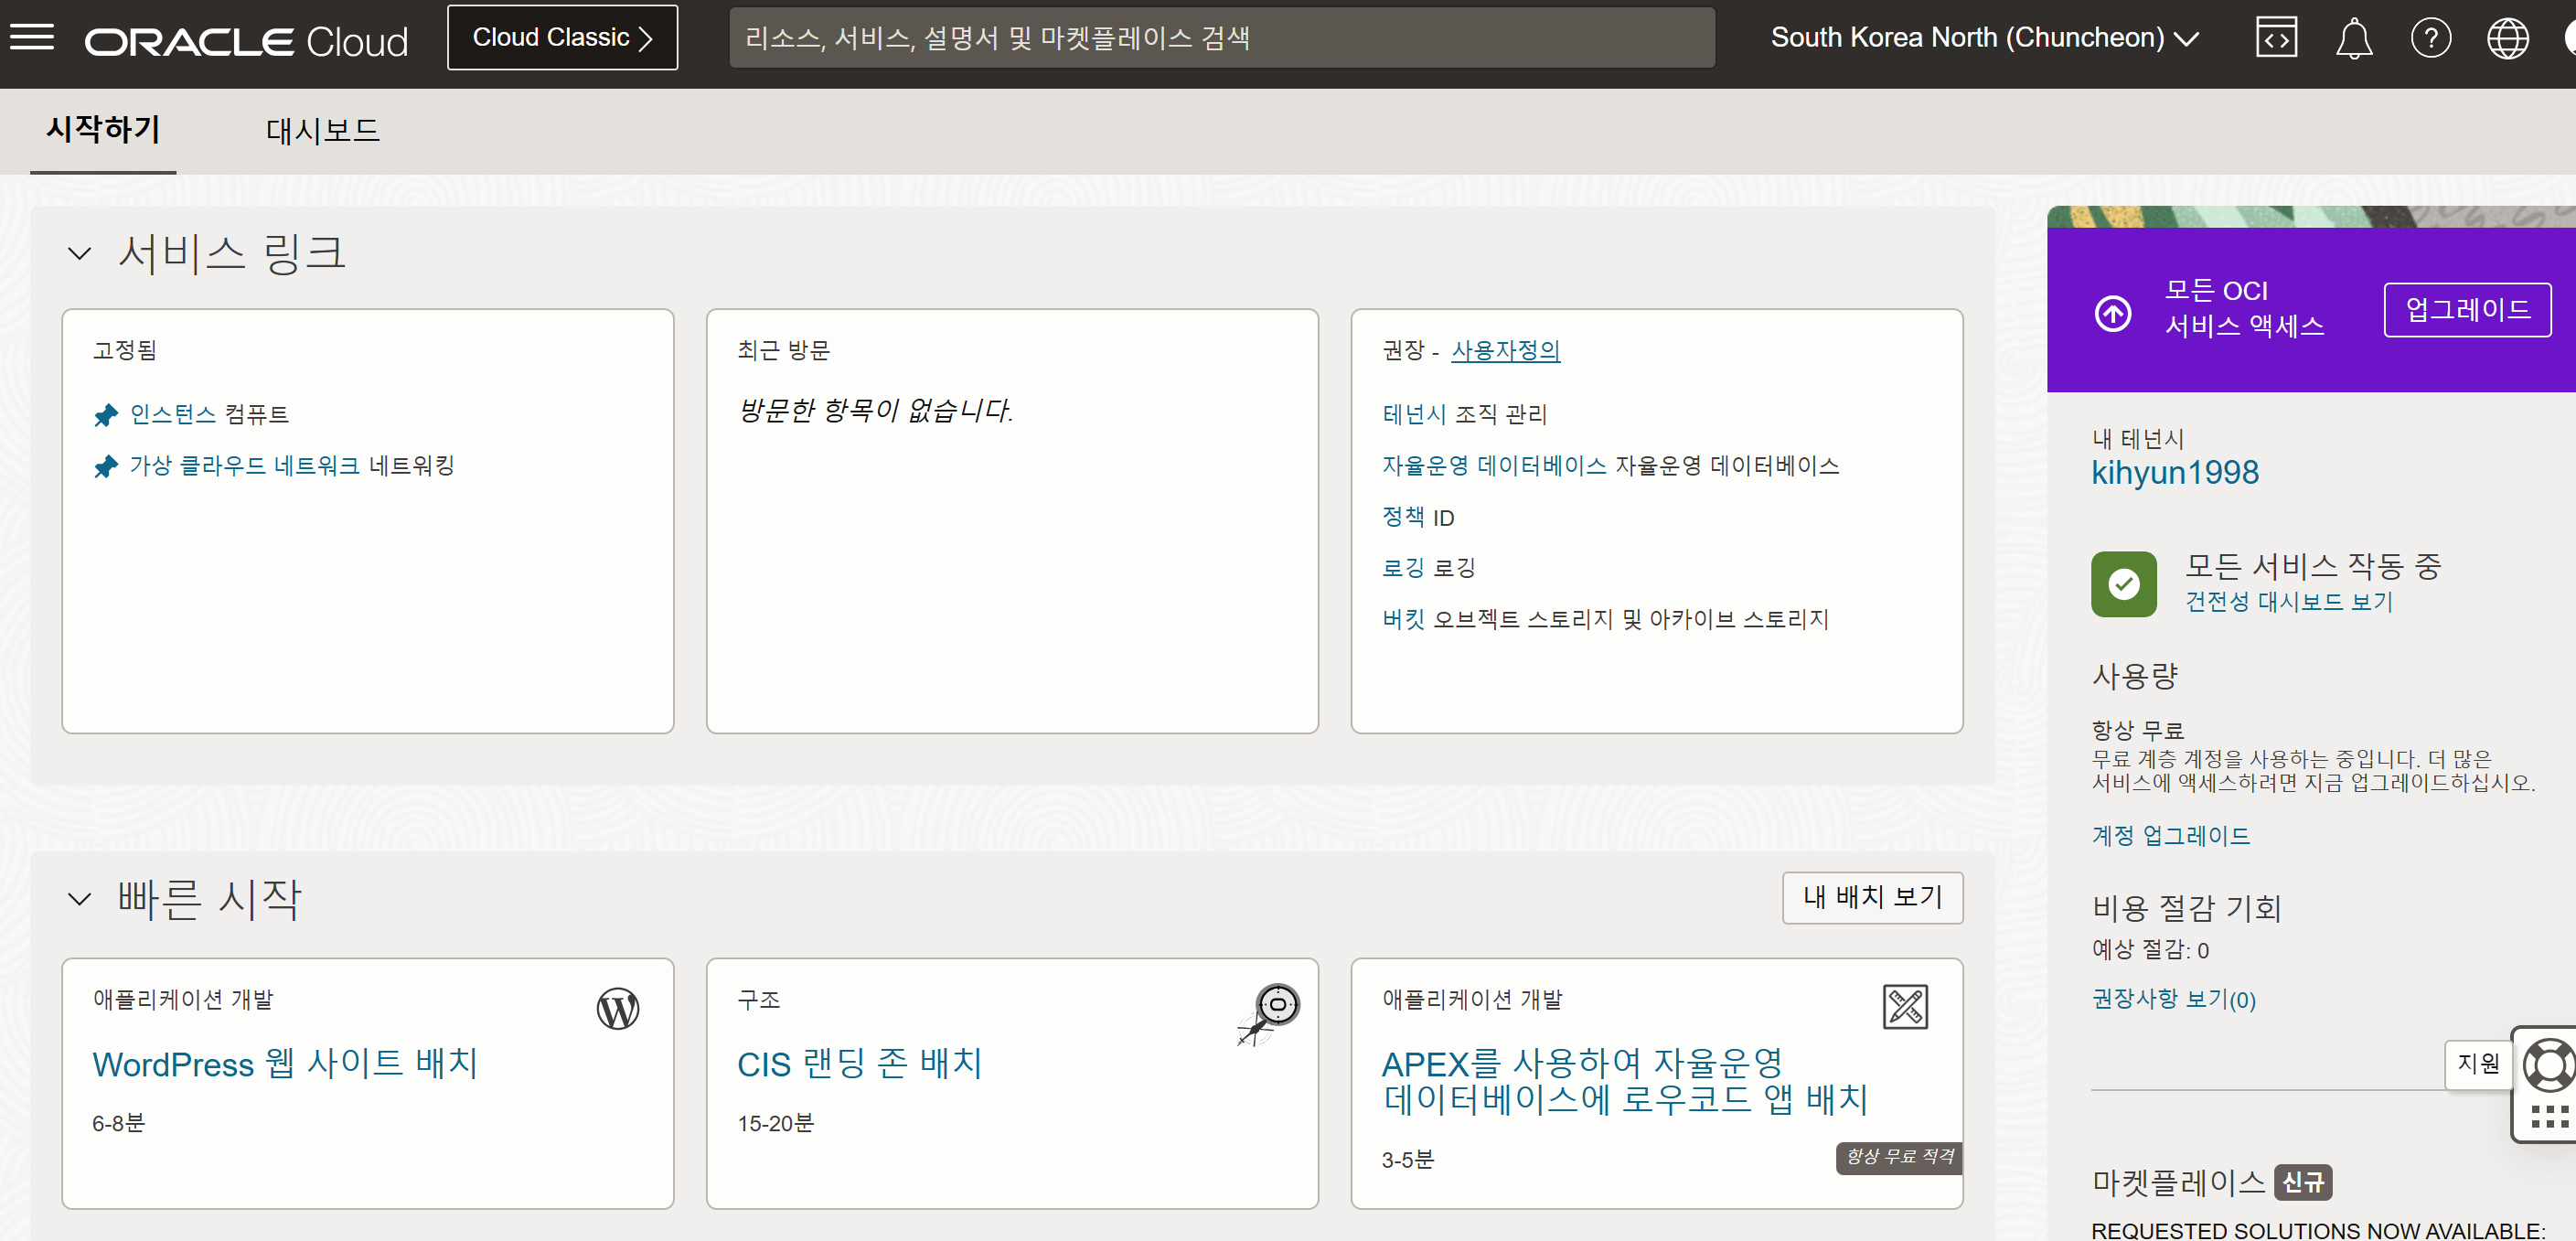 ORACLE Cloud
Cloud Classic
리소스, 서비스, 설명서 및 마켓플레이스 검색
South Korea North (Chuncheon)
시작하기
대시보드
서비스 링크
고정됨
인스턴스 컴퓨트
가상 클라우드 네트워크 네트워킹
최근 방문
방문한 항목이 없습니다.
권장 - 사용자정의
테넌시 조직 관리
자율운영 데이터베이스 자율운영 데이터베이스
정책 ID
로깅 로깅
버킷 오브젝트 스토리지 및 아카이브 스토리지
빠른 시작
내 배치 보기
애플리케이션 개발
WordPress 웹 사이트 배치
6-8분
구조
CIS 랜딩 존 배치
15-20분
애플리케이션 개발
APEX를 사용하여 자율운영
데이터베이스에 로우코드 앱 배치
3-5분
항상 무료 적격
모든 OCI
서비스 액세스
업그레이드
내 테넌시
kihyun1998
모든 서비스 작동 중
건전성 대시보드 보기
사용량
항상 무료
무료 계층 계정을 사용하는 중입니다. 더 많은
서비스에 액세스하려면 지금 업그레이드하십시오.
계정 업그레이드
비용 절감 기회
예상 절감: 0
권장사항 보기(0)
지원
마켓플레이스 신규
REQUESTED SOLUTIONS NOW AVAILABLE: